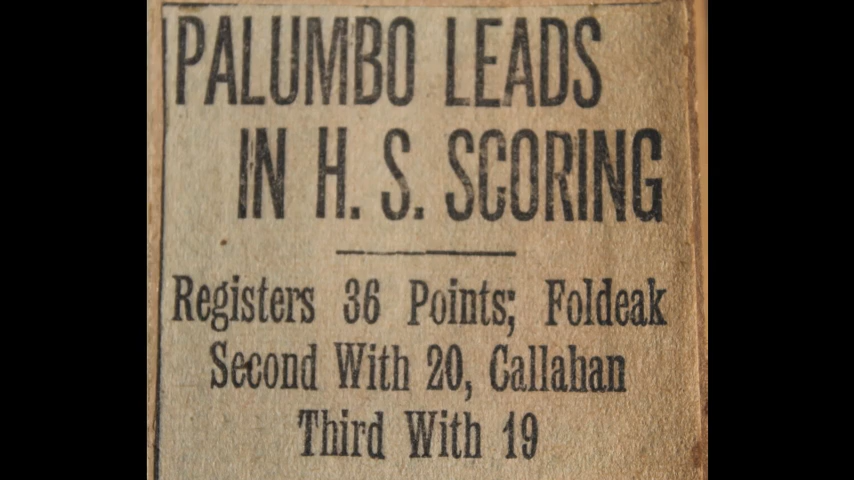 PALUMBO LEADS
IN H. S. SCORING
Registers 36 Points; Foldeak
Second With 20, Callahan
Third With 19